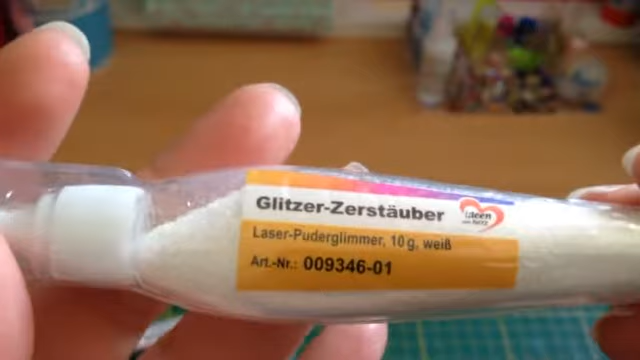 Glitzer-Zerstäuber
Ideen
mit Herz
Laser-Puderglimmer, 10 g, weiß
Art.-Nr.: 009346-01